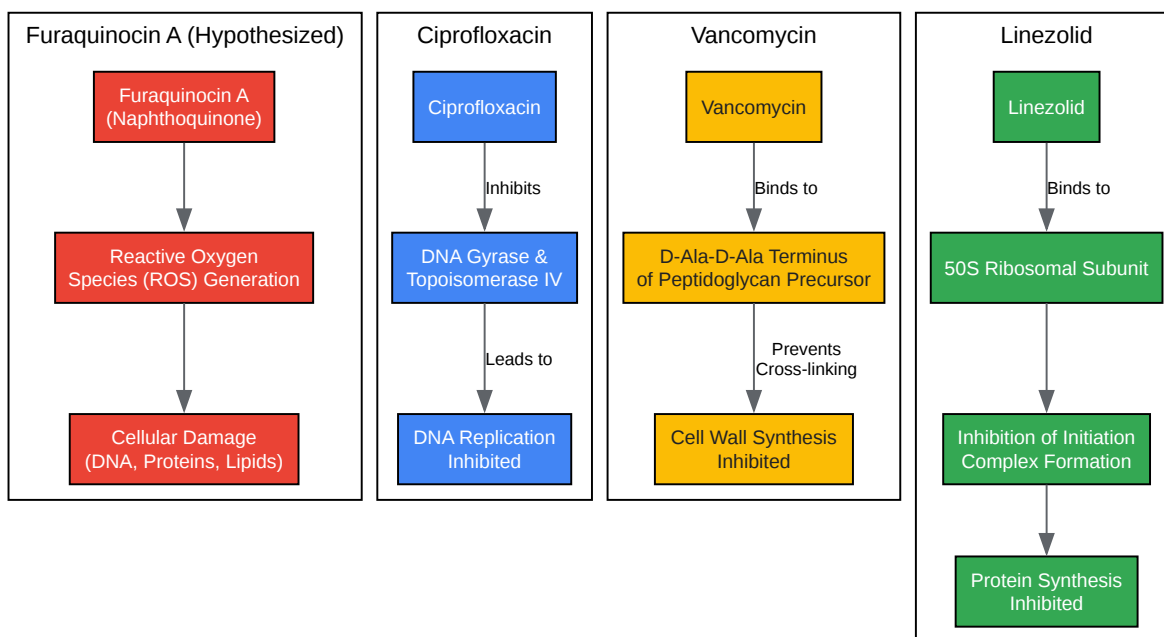 Furaquinocin A (Hypothesized)
Furaquinocin A
(Naphthoquinone)
Reactive Oxygen
Species (ROS) Generation
Cellular Damage
(DNA, Proteins, Lipids)
Ciprofloxacin
Ciprofloxacin
Inhibits
DNA Gyrase &
Topoisomerase IV
Leads to
DNA Replication
Inhibited
Vancomycin
Vancomycin
Binds to
D-Ala-D-Ala Terminus
of Peptidoglycan Precursor
Prevents
Cross-linking
Cell Wall Synthesis
Inhibited
Linezolid
Linezolid
Binds to
50S Ribosomal Subunit
Inhibition of Initiation
Complex Formation
Protein Synthesis
Inhibited